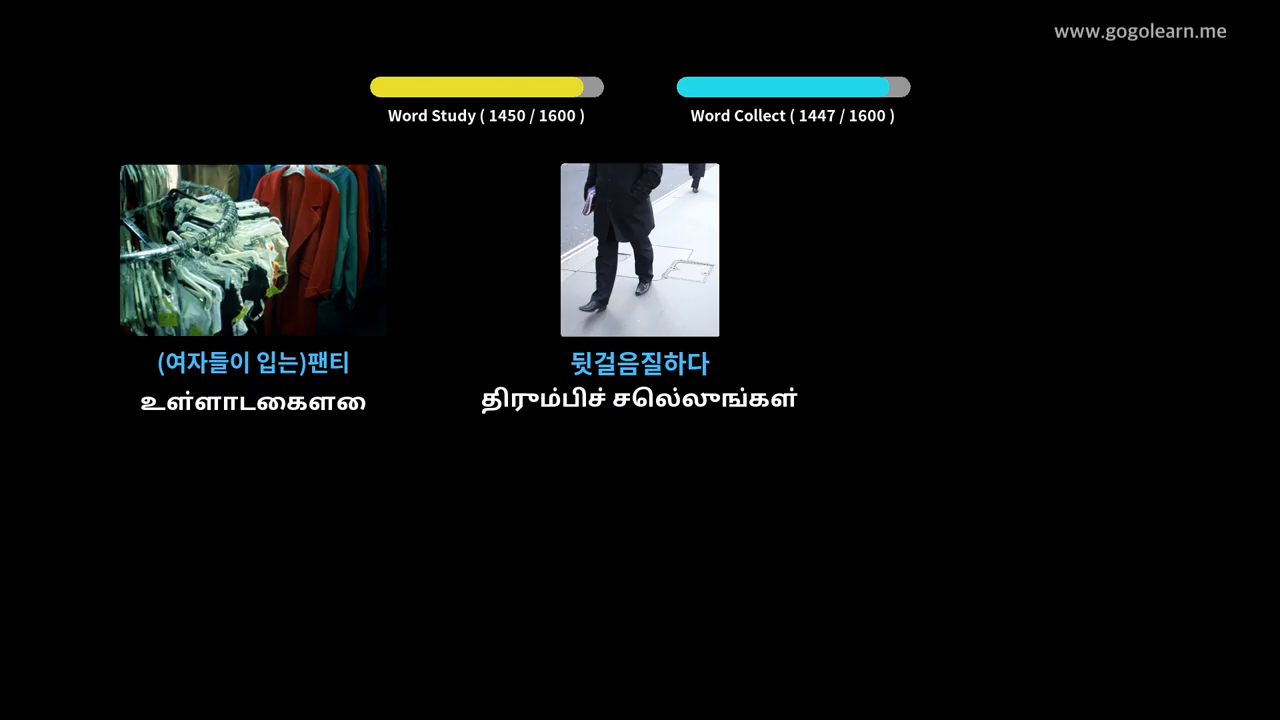 www.gogolearn.me
Word Study ( 1450 / 1600 )
Word Collect ( 1447 / 1600 )
(여자들이 입는)팬티
உள்ளாடைகளை
뒷걸음질하다
திரும்பிச் செல்லுங்கள்